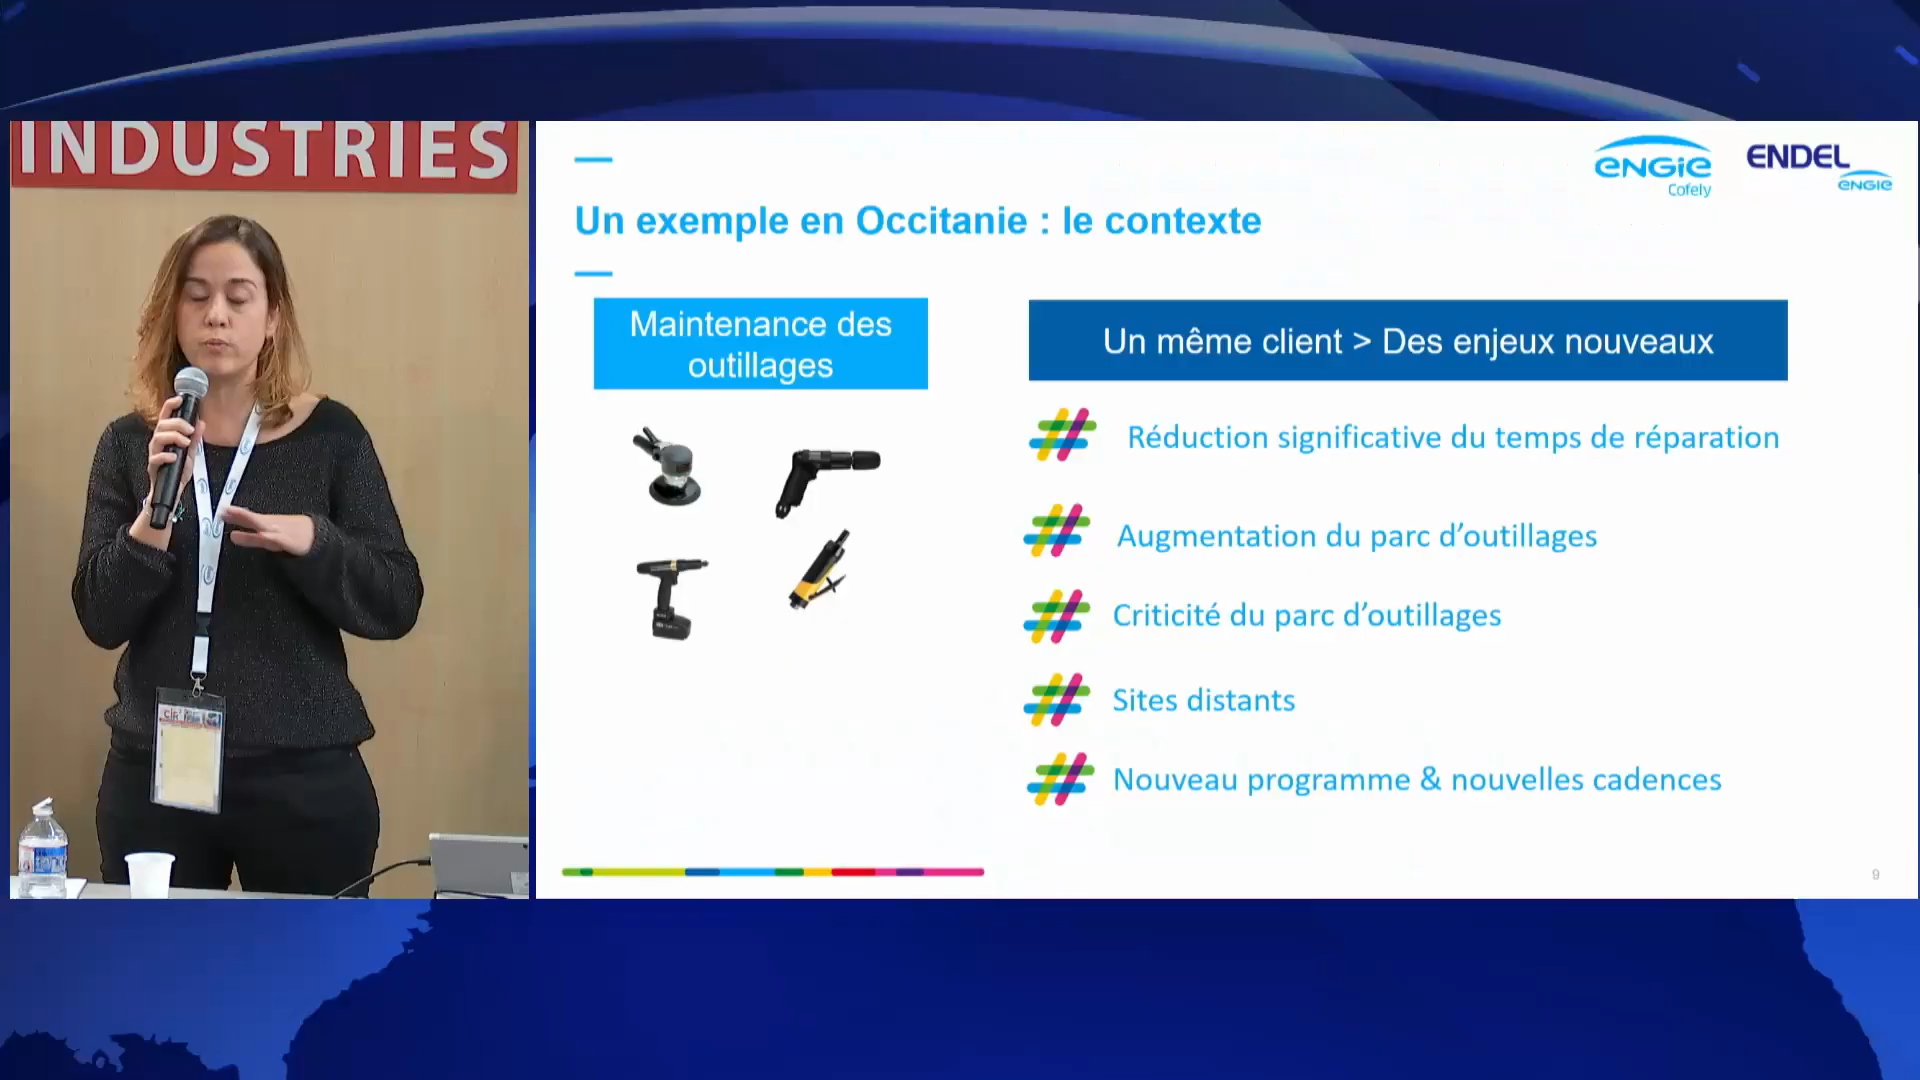 INDUSTRIES
ENGIE
Cofely
ENDEL
ENGIE
Un exemple en Occitanie : le contexte
Maintenance des
outillages
Un même client > Des enjeux nouveaux
Réduction significative du temps de réparation
Augmentation du parc d’outillages
Criticité du parc d’outillages
Sites distants
Nouveau programme & nouvelles cadences
9